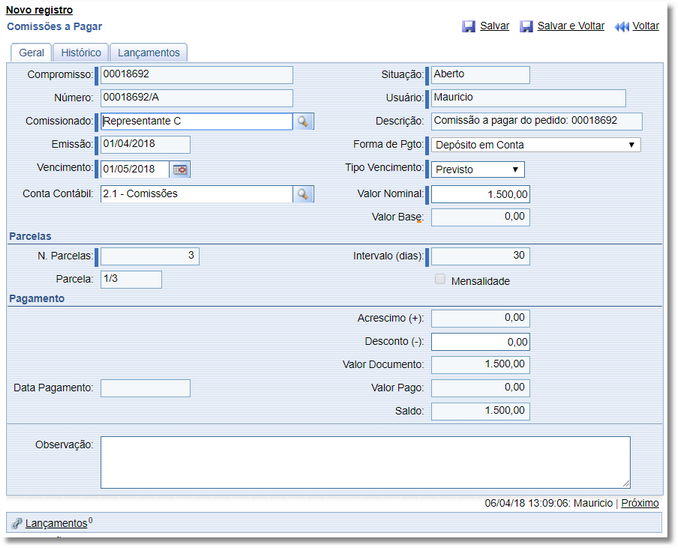 Novo registro
Comissões a Pagar
Salvar Salvar e Voltar Voltar
Geral Histórico Lançamentos
Compromisso: 00018692 Situação: Aberto
Número: 00018692/A Usuário: Mauricio
Comissionado: Representante C Descrição: Comissão a pagar do pedido: 00018692
Emissão: 01/04/2018 Forma de Pgto: Depósito em Conta
Vencimento: 01/05/2018 Tipo Vencimento: Previsto
Conta Contábil: 2.1 - Comissões Valor Nominal: 1.500,00
Valor Base: 0,00
Parcelas
N. Parcelas: 3 Intervalo (dias): 30
Parcela: 1/3 Mensalidade
Pagamento
Acrescimo (+): 0,00
Desconto (-): 0,00
Valor Documento: 1.500,00
Data Pagamento: Valor Pago: 0,00
Saldo: 1.500,00
Observação:
06/04/18 13:09:06: Mauricio | Próximo
Lançamentos 0